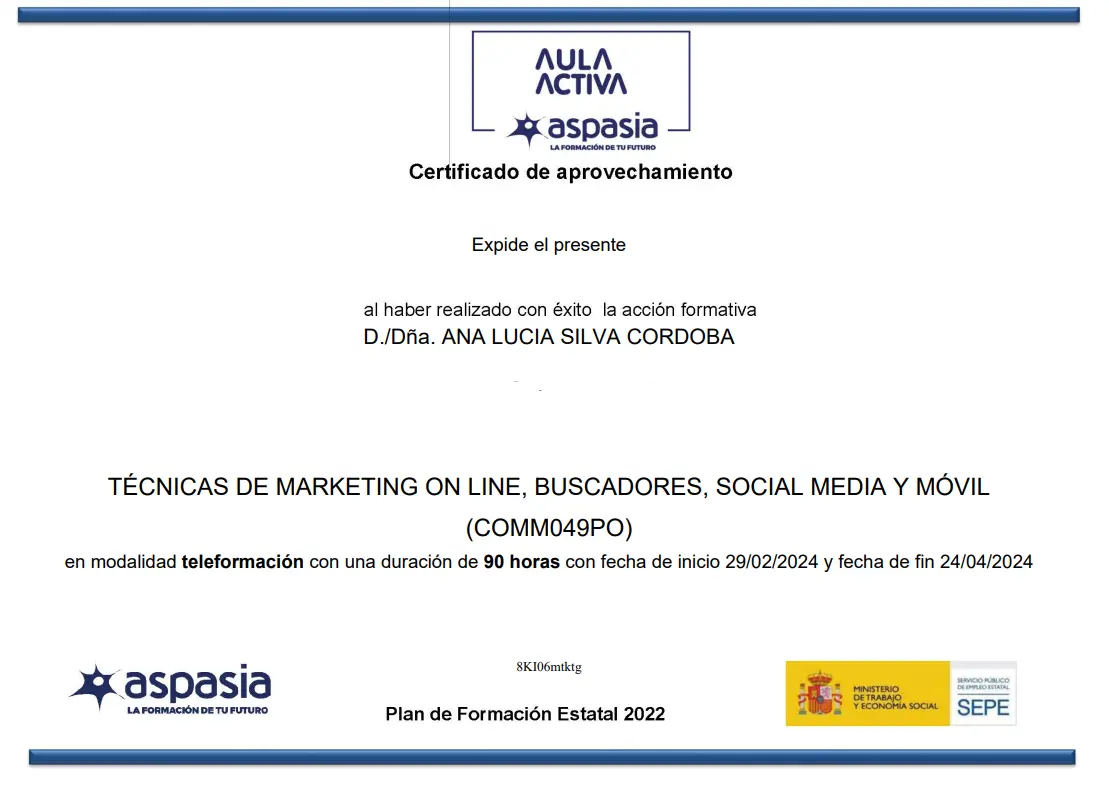 AULA
ACTIVA
aspasia
LA FORMACIÓN DE TU FUTURO
Certificado de aprovechamiento
Expide el presente
al haber realizado con éxito la acción formativa
D./Dña. ANA LUCIA SILVA CORDOBA
TÉCNICAS DE MARKETING ON LINE, BUSCADORES, SOCIAL MEDIA Y MÓVIL
(COMM049PO)
en modalidad teleformación con una duración de 90 horas con fecha de inicio 29/02/2024 y fecha de fin 24/04/2024
aspasia
LA FORMACIÓN DE TU FUTURO
8KI06mtktg
Plan de Formación Estatal 2022
MINISTERIO
DE TRABAJO
Y ECONOMÍA SOCIAL
SERVICIO PÚBLICO
DE EMPLEO ESTATAL
SEPE